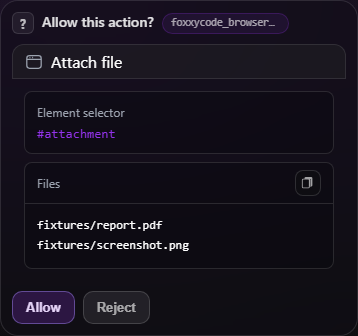 ? Allow this action? foxxycode_browser_…
Attach file
Element selector
#attachment
Files
fixtures/report.pdf
fixtures/screenshot.png
Allow Reject